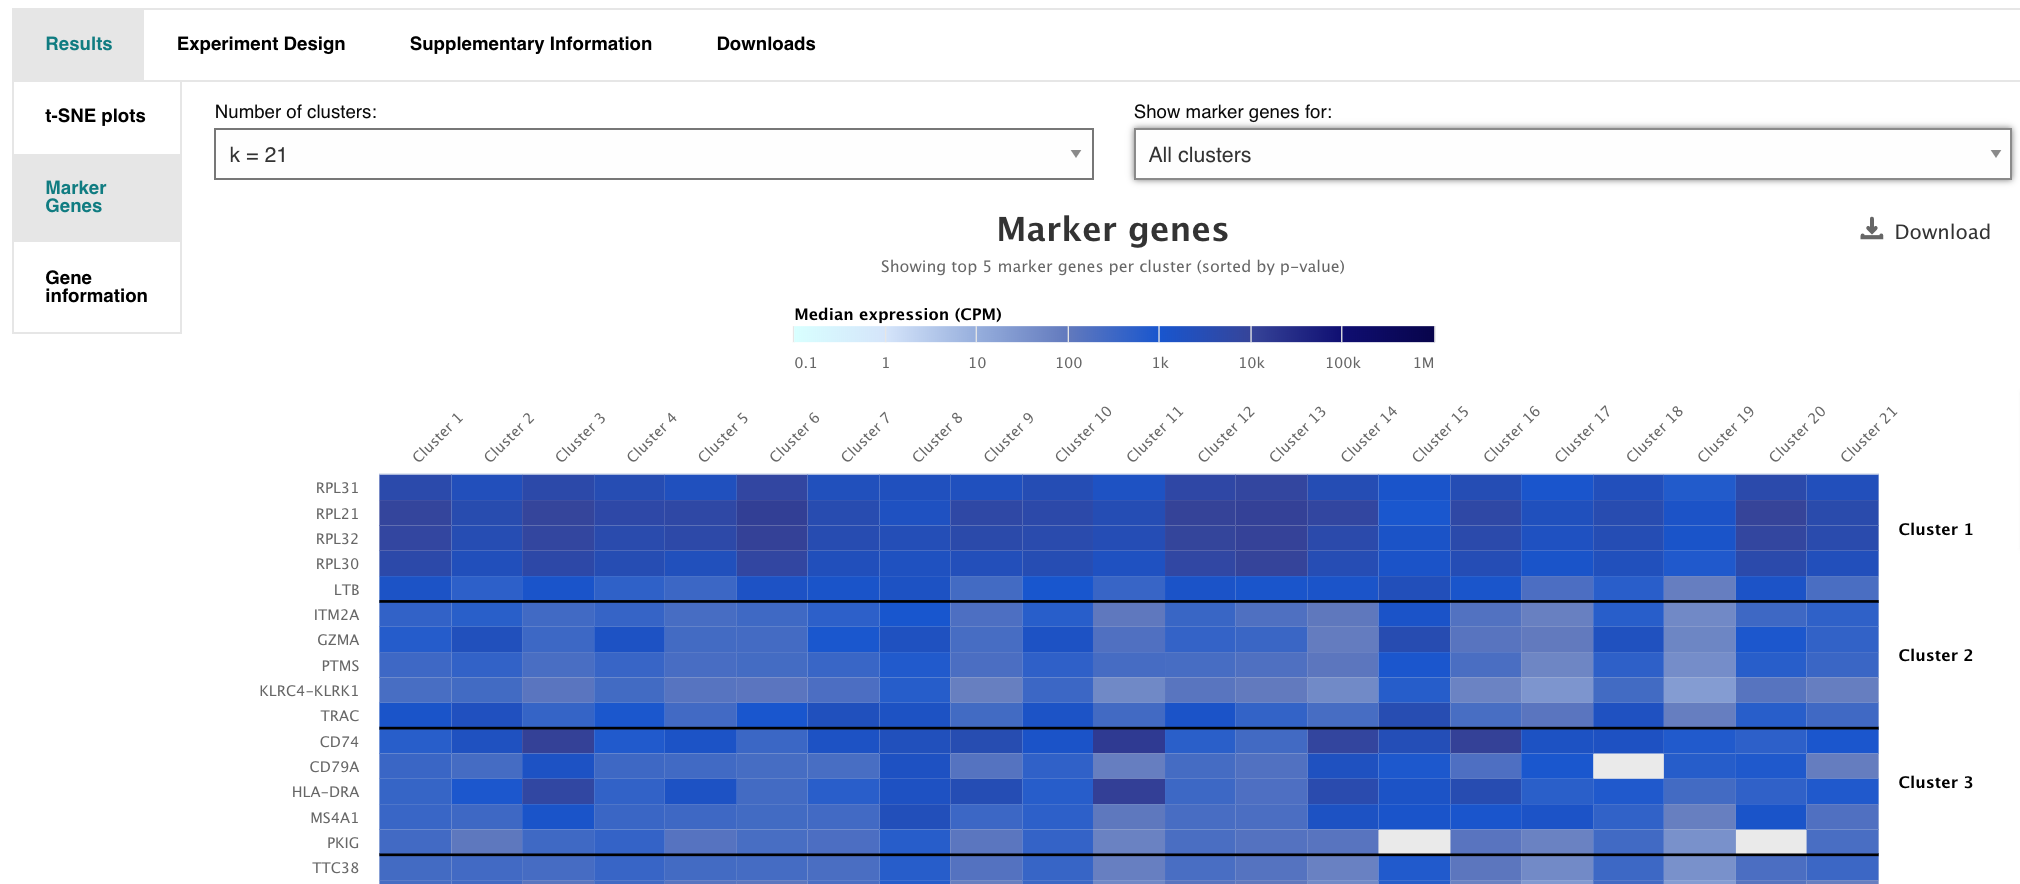 Results Experiment Design Supplementary Information Downloads
t-SNE plots
Marker
Genes
Gene
information
Number of clusters:
k = 21
Show marker genes for:
All clusters
Marker genes
Download
Showing top 5 marker genes per cluster (sorted by p-value)
Median expression (CPM)
0.1 1 10 100 1k 10k 100k 1M
Cluster 1 Cluster 2 Cluster 3 Cluster 4 Cluster 5 Cluster 6 Cluster 7 Cluster 8 Cluster 9 Cluster 10 Cluster 11 Cluster 12 Cluster 13 Cluster 14 Cluster 15 Cluster 16 Cluster 17 Cluster 18 Cluster 19 Cluster 20 Cluster 21
RPL31
RPL21
Cluster 1
RPL32
RPL30
LTB
ITM2A
GZMA
Cluster 2
PTMS
KLRC4-KLRK1
TRAC
CD74
CD79A
Cluster 3
HLA-DRA
MS4A1
PKIG
TTC38